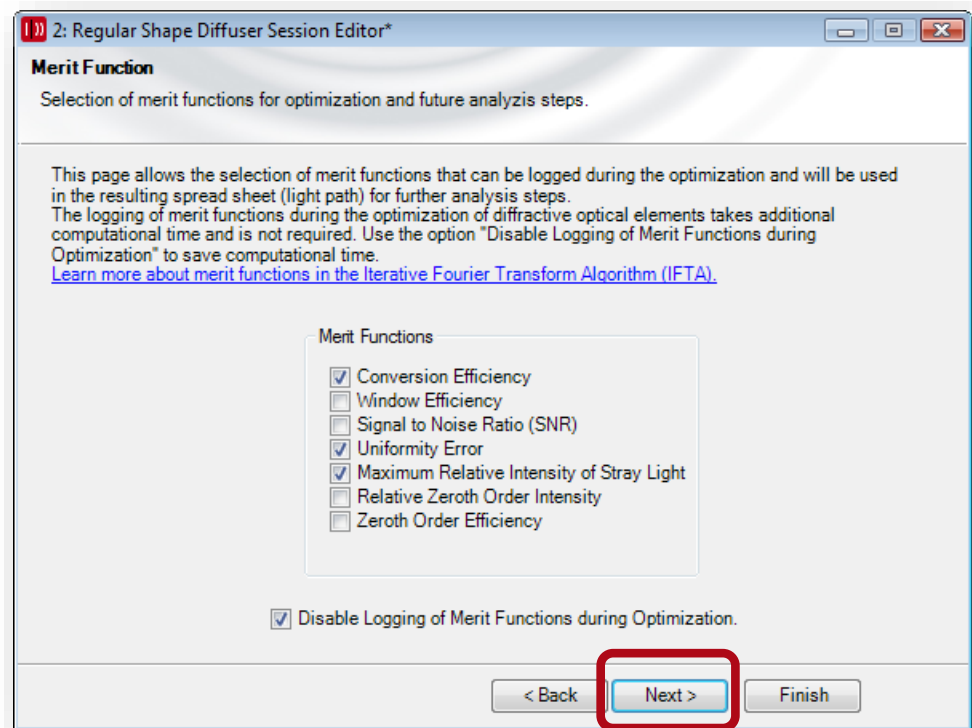 2: Regular Shape Diffuser Session Editor*
Merit Function
Selection of merit functions for optimization and future analyzis steps.
This page allows the selection of merit functions that can be logged during the optimization and will be used
in the resulting spread sheet (light path) for further analysis steps.
The logging of merit functions during the optimization of diffractive optical elements takes additional
computational time and is not required. Use the option "Disable Logging of Merit Functions during
Optimization" to save computational time.
Learn more about merit functions in the Iterative Fourier Transform Algorithm (IFTA).
Merit Functions
Conversion Efficiency
Window Efficiency
Signal to Noise Ratio (SNR)
Uniformity Error
Maximum Relative Intensity of Stray Light
Relative Zeroth Order Intensity
Zeroth Order Efficiency
Disable Logging of Merit Functions during Optimization.
< Back Next > Finish